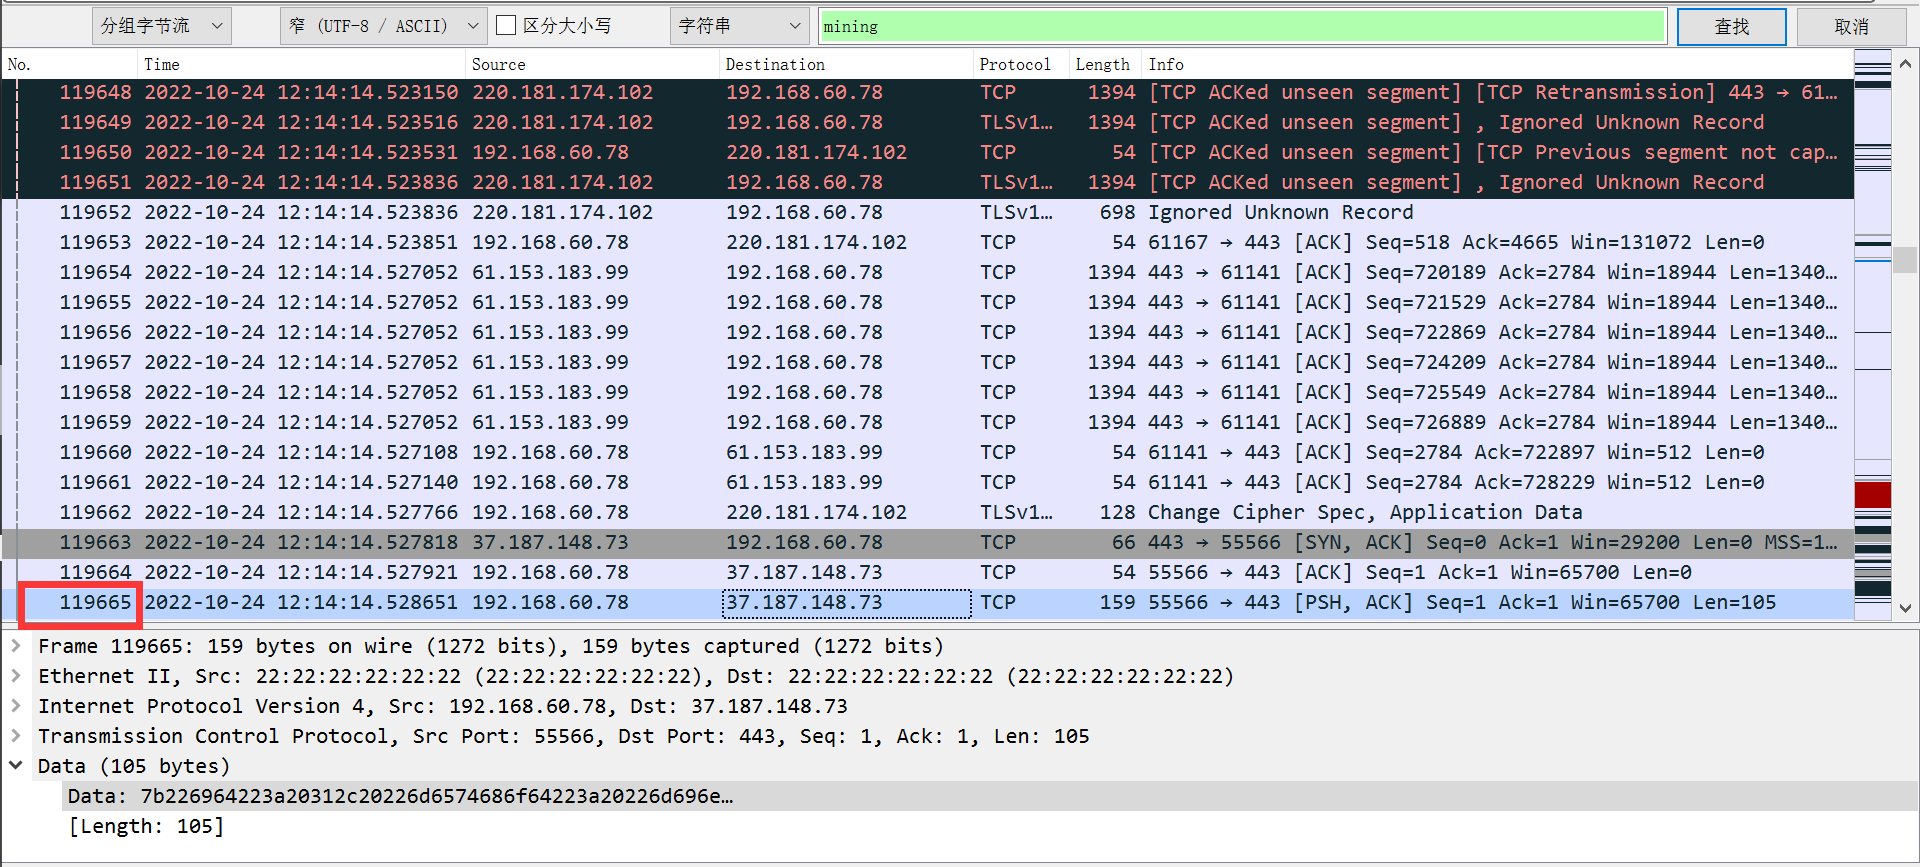 分组字节流 窄 (UTF-8 / ASCII) 区分大小写 字符串 mining 查找 取消
No. Time Source Destination Protocol Length Info
119648 2022-10-24 12:14:14.523150 220.181.174.102 192.168.60.78 TCP 1394 [TCP ACKed unseen segment] [TCP Retransmission] 443 → 61…
119649 2022-10-24 12:14:14.523516 220.181.174.102 192.168.60.78 TLSv1… 1394 [TCP ACKed unseen segment] , Ignored Unknown Record
119650 2022-10-24 12:14:14.523531 192.168.60.78 220.181.174.102 TCP 54 [TCP ACKed unseen segment] [TCP Previous segment not cap…
119651 2022-10-24 12:14:14.523836 220.181.174.102 192.168.60.78 TLSv1… 1394 [TCP ACKed unseen segment] , Ignored Unknown Record
119652 2022-10-24 12:14:14.523836 220.181.174.102 192.168.60.78 TLSv1… 698 Ignored Unknown Record
119653 2022-10-24 12:14:14.523851 192.168.60.78 220.181.174.102 TCP 54 61167 → 443 [ACK] Seq=518 Ack=4665 Win=131072 Len=0
119654 2022-10-24 12:14:14.527052 61.153.183.99 192.168.60.78 TCP 1394 443 → 61141 [ACK] Seq=720189 Ack=2784 Win=18944 Len=1340…
119655 2022-10-24 12:14:14.527052 61.153.183.99 192.168.60.78 TCP 1394 443 → 61141 [ACK] Seq=721529 Ack=2784 Win=18944 Len=1340…
119656 2022-10-24 12:14:14.527052 61.153.183.99 192.168.60.78 TCP 1394 443 → 61141 [ACK] Seq=722869 Ack=2784 Win=18944 Len=1340…
119657 2022-10-24 12:14:14.527052 61.153.183.99 192.168.60.78 TCP 1394 443 → 61141 [ACK] Seq=724209 Ack=2784 Win=18944 Len=1340…
119658 2022-10-24 12:14:14.527052 61.153.183.99 192.168.60.78 TCP 1394 443 → 61141 [ACK] Seq=725549 Ack=2784 Win=18944 Len=1340…
119659 2022-10-24 12:14:14.527052 61.153.183.99 192.168.60.78 TCP 1394 443 → 61141 [ACK] Seq=726889 Ack=2784 Win=18944 Len=1340…
119660 2022-10-24 12:14:14.527108 192.168.60.78 61.153.183.99 TCP 54 61141 → 443 [ACK] Seq=2784 Ack=722897 Win=512 Len=0
119661 2022-10-24 12:14:14.527140 192.168.60.78 61.153.183.99 TCP 54 61141 → 443 [ACK] Seq=2784 Ack=728229 Win=512 Len=0
119662 2022-10-24 12:14:14.527766 192.168.60.78 220.181.174.102 TLSv1… 128 Change Cipher Spec, Application Data
119663 2022-10-24 12:14:14.527818 37.187.148.73 192.168.60.78 TCP 66 443 → 55566 [SYN, ACK] Seq=0 Ack=1 Win=29200 Len=0 MSS=1…
119664 2022-10-24 12:14:14.527921 192.168.60.78 37.187.148.73 TCP 54 55566 → 443 [ACK] Seq=1 Ack=1 Win=65700 Len=0
119665 2022-10-24 12:14:14.528651 192.168.60.78 37.187.148.73 TCP 159 55566 → 443 [PSH, ACK] Seq=1 Ack=1 Win=65700 Len=105
Frame 119665: 159 bytes on wire (1272 bits), 159 bytes captured (1272 bits)
Ethernet II, Src: 22:22:22:22:22:22 (22:22:22:22:22:22), Dst: 22:22:22:22:22:22 (22:22:22:22:22:22)
Internet Protocol Version 4, Src: 192.168.60.78, Dst: 37.187.148.73
Transmission Control Protocol, Src Port: 55566, Dst Port: 443, Seq: 1, Ack: 1, Len: 105
Data (105 bytes)
Data: 7b226964223a20312c20226d6574686f64223a20226d696e…
[Length: 105]